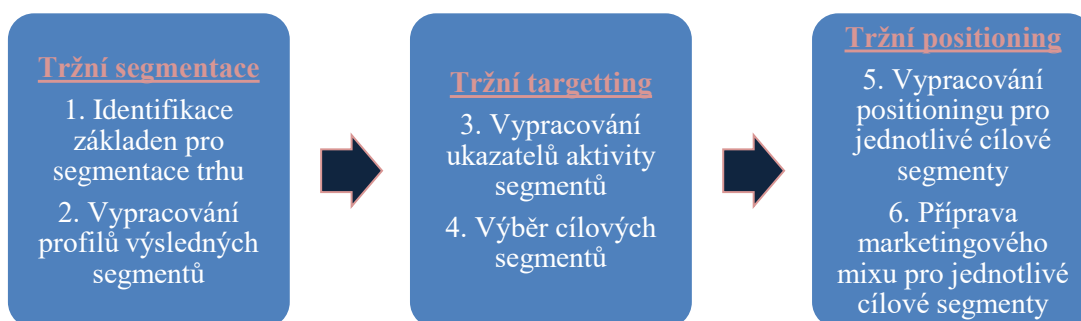 Tržní segmentace
1. Identifikace
základen pro
segmentace trhu
2. Vypracování
profilů výsledných
segmentů
Tržní targetting
3. Vypracování
ukazatelů aktivity
segmentů
4. Výběr cílových
segmentů
Tržní positioning
5. Vypracování
positioningu pro
jednotlivé cílové
segmenty
6. Příprava
marketingového
mixu pro jednotlivé
cílové segmenty